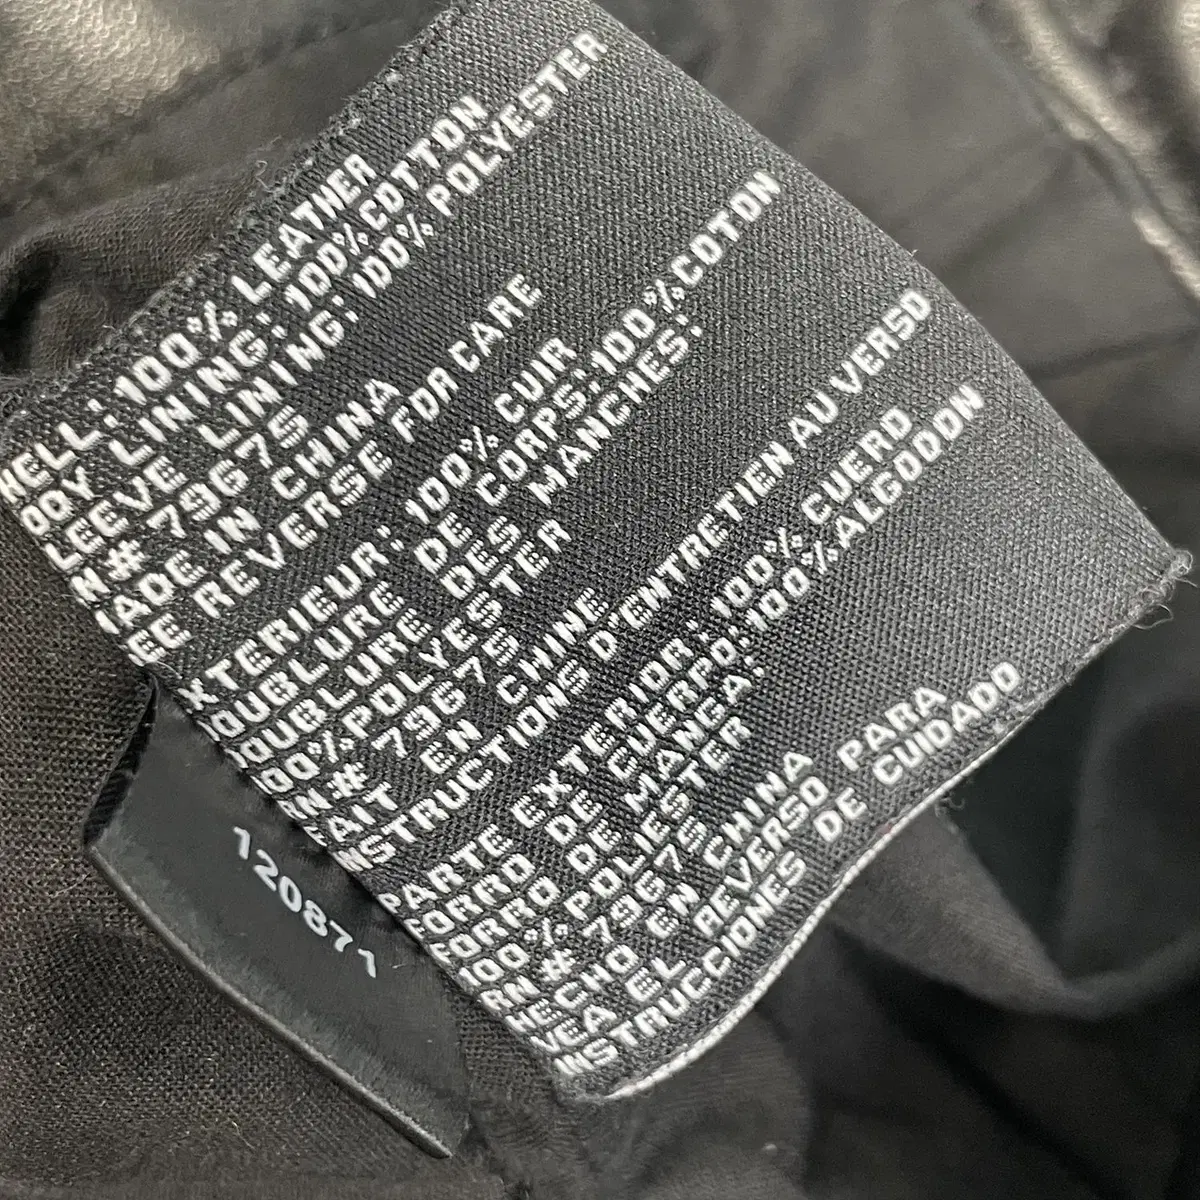 HELL: 100% LEATHER
ODY LINING: 100% COTTON
LEEVE LINING: 100% POLYESTER
N# 79675
MADE IN CHINA
EE REVERSE FOR CARE
XTERIEUR: 100% CUIR
DOUBLURE DE CORPS: 100% COTON
DOUBLURE DES MANCHES:
100% POLYESTER
N# 79675
FAIT EN CHINE
INSTRUCTIONS D'ENTRETIEN AU VERSO
PARTE EXTERIOR: 100% CUERO
FORRO DE CUERPO: 100% ALGODON
FORRO DE MANGA:
100% POLIESTER
RN# 79675
HECHO EN CHINA
VEA EL REVERSO PARA
INSTRUCCIONES DE CUIDADO
120871